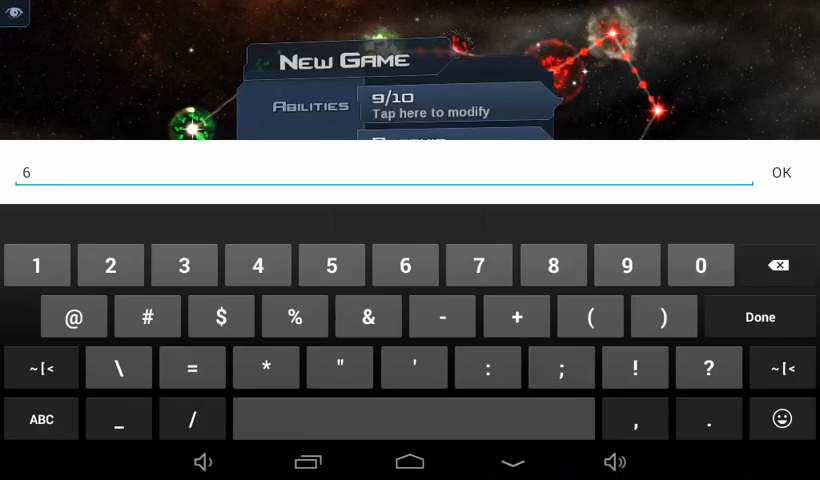 NEW GAME
ABILITIES
9/10
Tap here to modify
6
OK
1 2 3 4 5 6 7 8 9 0
@ # $ % & - + ( ) Done
~ [ < \ = * " ' : ; ! ? ~ [ <
ABC _ / , .